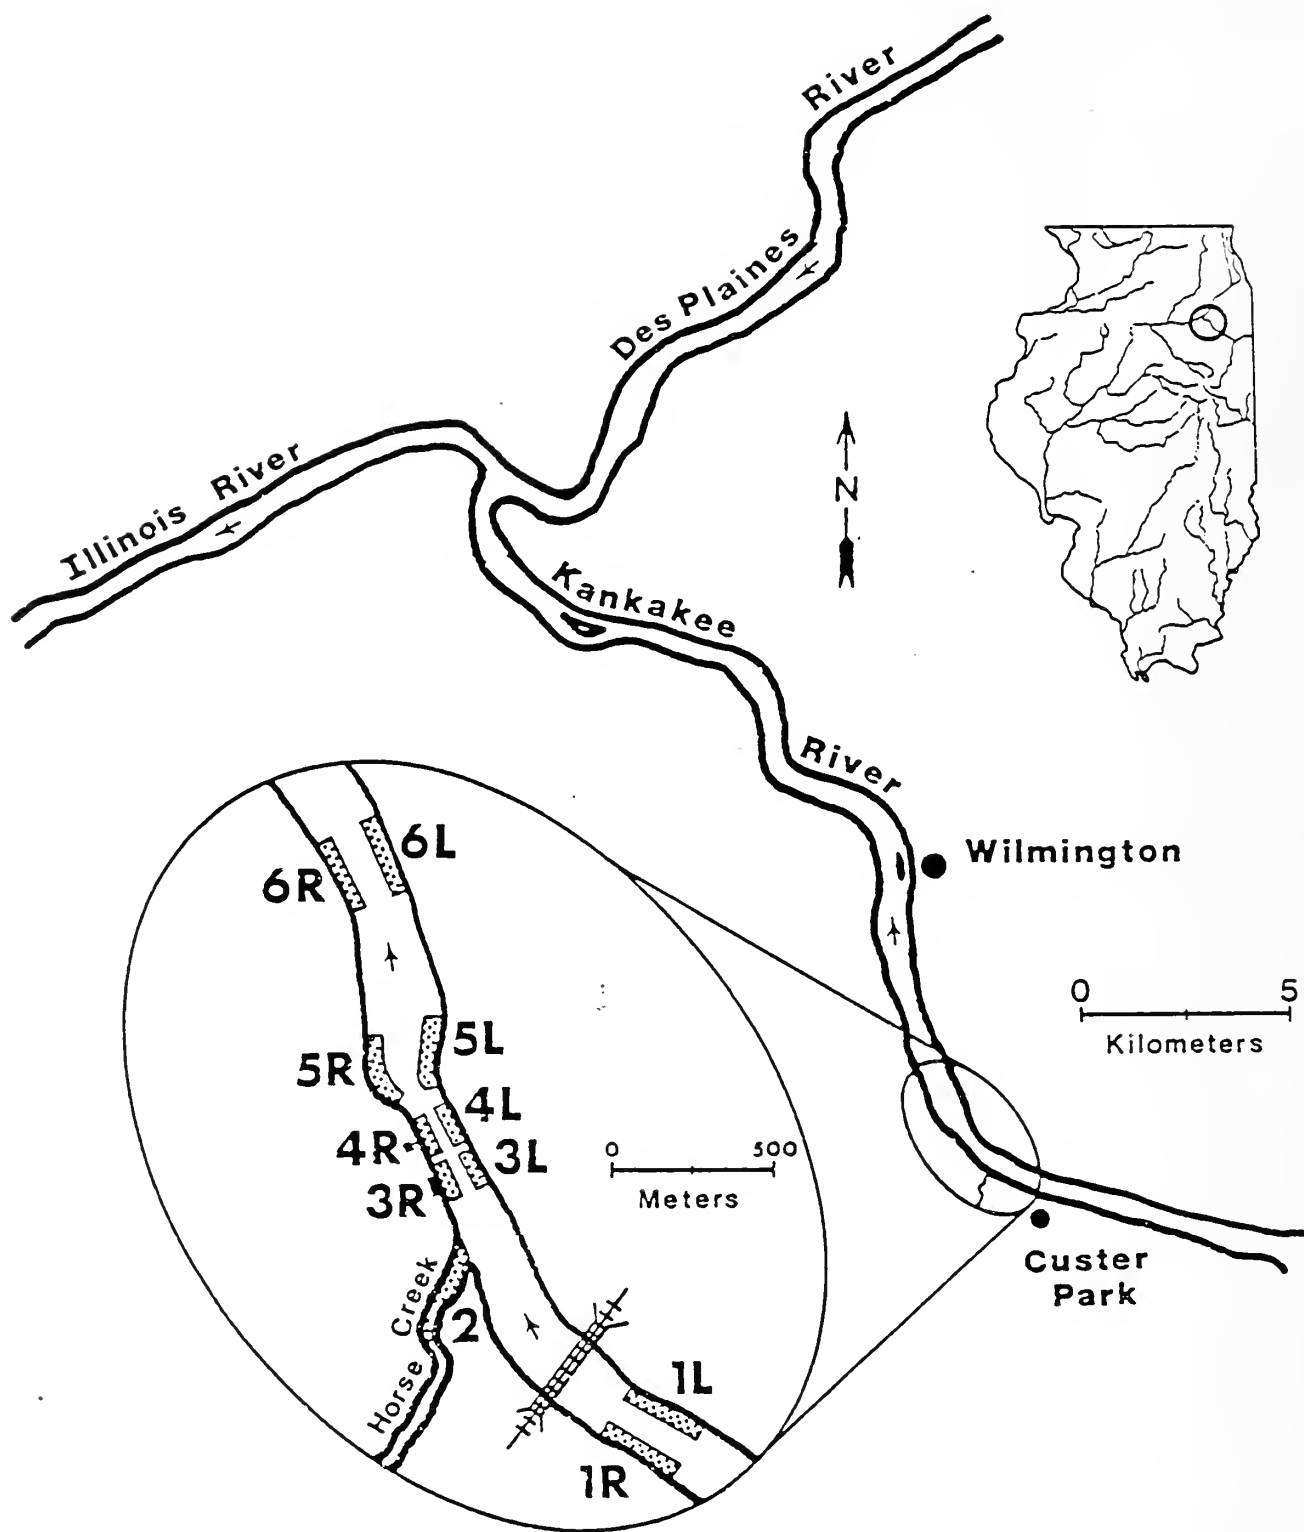 River
Des Plaines
Illinois River
N
Kankakee
River
Wilmington
0 5
Kilometers
6L
6R
5L
5R
4L
4R
3L
3R
0 500
Meters
Custer
Park
Horse Creek
2
1L
1R